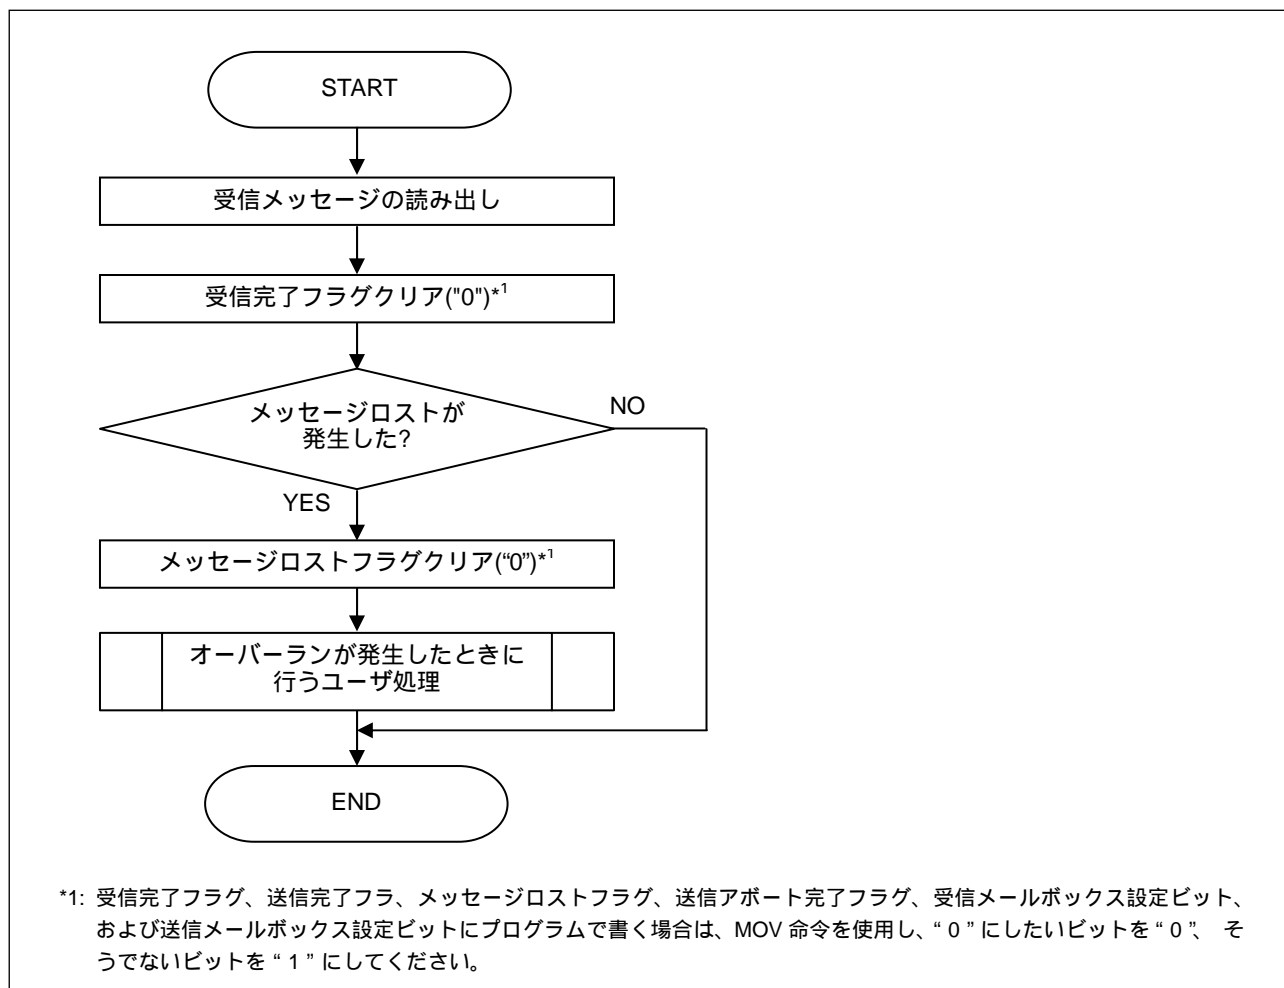 START
受信メッセージの読み出し
受信完了フラグクリア("0")*1
メッセージロストが
発生した?
NO
YES
メッセージロストフラグクリア(“0”)*1
オーバーランが発生したときに
行うユーザ処理
END
*1: 受信完了フラグ、送信完了フラ、メッセージロストフラグ、送信アボート完了フラグ、受信メールボックス設定ビット、
および送信メールボックス設定ビットにプログラムで書く場合は、MOV 命令を使用し、“ 0 ” にしたいビットを “ 0 ”、 そ
うでないビットを “ 1 ” にしてください。